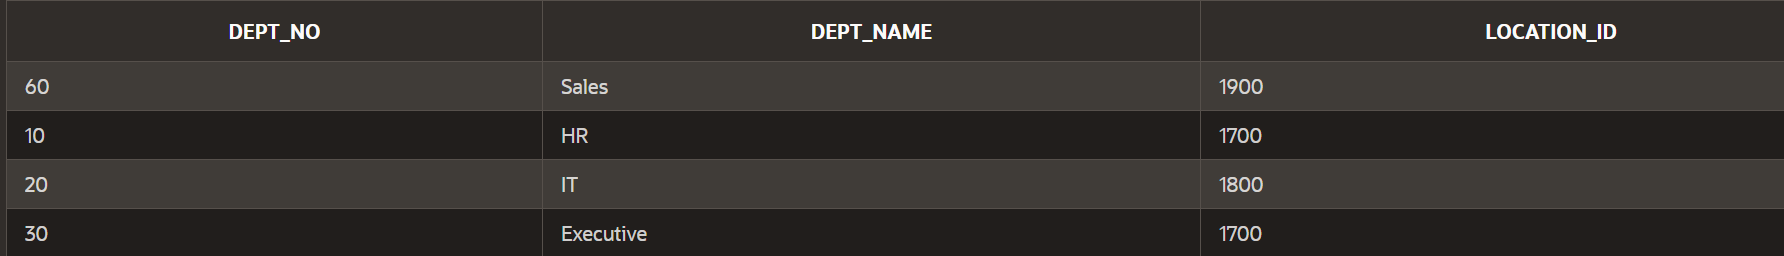 DEPT_NO DEPT_NAME LOCATION_ID
60 Sales 1900
10 HR 1700
20 IT 1800
30 Executive 1700